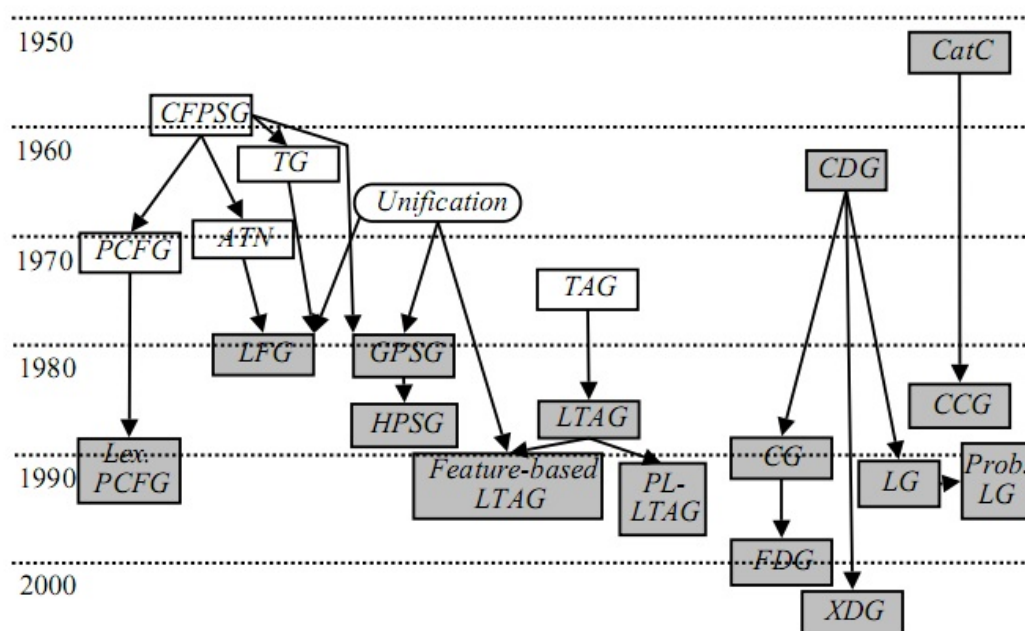 1950
CatC
CFPSG
1960
TG
CDG
Unification
PCFG
ATN
1970
TAG
LFG
GPSG
1980
HPSG
LTAG
CCG
Lex.
PCFG
1990
Feature-based
LTAG
PL-
LTAG
CG
LG
Prob.
LG
FDG
2000
XDG